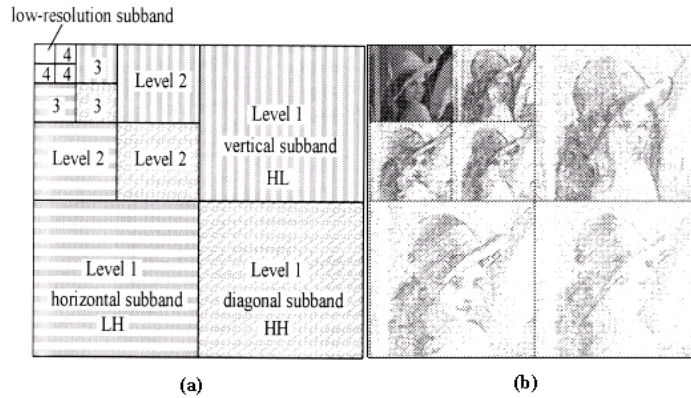 low-resolution subband
4
4 4
3
3 3
Level 2
Level 2
Level 2
Level 1
vertical subband
HL
Level 1
horizontal subband
LH
Level 1
diagonal subband
HH
(a)
(b)